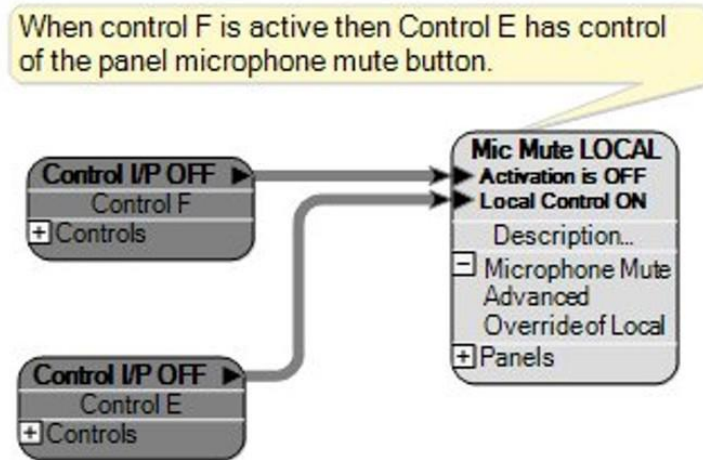 When control F is active then Control E has control
of the panel microphone mute button.
Control I/P OFF
Control F
+ Controls
Mic Mute LOCAL
Activation is OFF
Local Control ON
Description...
- Microphone Mute
Advanced
Override of Local
+ Panels
Control I/P OFF
Control E
+ Controls